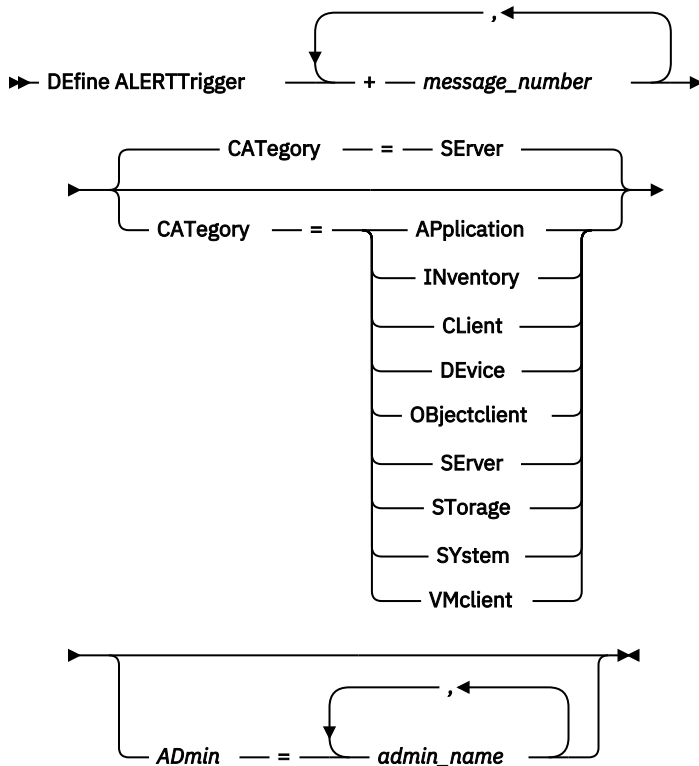 ,
DEfine ALERTTrigger + message_number
CATegory = SErver
CATegory = APplication
INventory
CLient
DEvice
OBjectclient
SErver
STorage
SYstem
VMclient
,
ADmin = admin_name